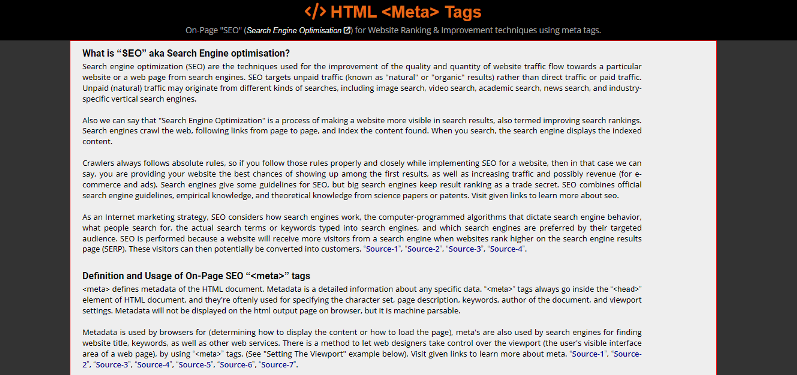 </> HTML <Meta> Tags
On-Page "SEO" (Search Engine Optimisation) for Website Ranking & Improvement techniques using meta tags.
What is “SEO” aka Search Engine optimisation?
Search engine optimization (SEO) are the techniques used for the improvement of the quality and quantity of website traffic flow towards a particular
website or a web page from search engines. SEO targets unpaid traffic (known as "natural" or "organic" results) rather than direct traffic or paid traffic.
Unpaid (natural) traffic may originate from different kinds of searches, including image search, video search, academic search, news search, and industry-
specific vertical search engines.
Also we can say that "Search Engine Optimization" is a process of making a website more visible in search results, also termed improving search rankings.
Search engines crawl the web, following links from page to page, and index the content found. When you search, the search engine displays the indexed
content.
Crawlers always follows absolute rules, so if you follow those rules properly and closely while implementing SEO for a website, then in that case we can
say, you are providing your website the best chances of showing up among the first results, as well as increasing traffic and possibly revenue (for e-
commerce and ads). Search engines give some guidelines for SEO, but big search engines keep result ranking as a trade secret. SEO combines official
search engine guidelines, empirical knowledge, and theoretical knowledge from science papers or patents. Visit given links to learn more about seo.
As an Internet marketing strategy, SEO considers how search engines work, the computer-programmed algorithms that dictate search engine behavior,
what people search for, the actual search terms or keywords typed into search engines, and which search engines are preferred by their targeted
audience. SEO is performed because a website will receive more visitors from a search engine when websites rank higher on the search engine results
page (SERP). These visitors can then potentially be converted into customers. "Source-1", "Source-2", "Source-3", "Source-4".
Definition and Usage of On-Page SEO “<meta>” tags
<meta> defines metadata of the HTML document. Metadata is a detailed information about any specific data. "<meta>" tags always go inside the "<head>"
element of HTML document, and they're oftenly used for specifying the character set, page description, keywords, author of the document, and viewport
settings. Metadata will not be displayed on the html output page on browser, but it is machine parsable.
Metadata is used by browsers for (determining how to display the content or how to load the page), meta's are also used by search engines for finding
website title, keywords, as well as other web services. There is a method to let web designers take control over the viewport (the user's visible interface
area of a web page), by using "<meta>" tags. (See "Setting The Viewport" example below). Visit given links to learn more about meta. "Source-1", "Source-
2", "Source-3", "Source-4", "Source-5", "Source-6", "Source-7".